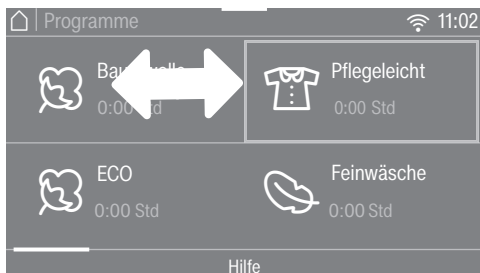 Programme
11:02
Pflegeleicht
0:00
0:00 Std
ECO
0:00 Std
Feinwäsche
0:00 Std
Hilfe